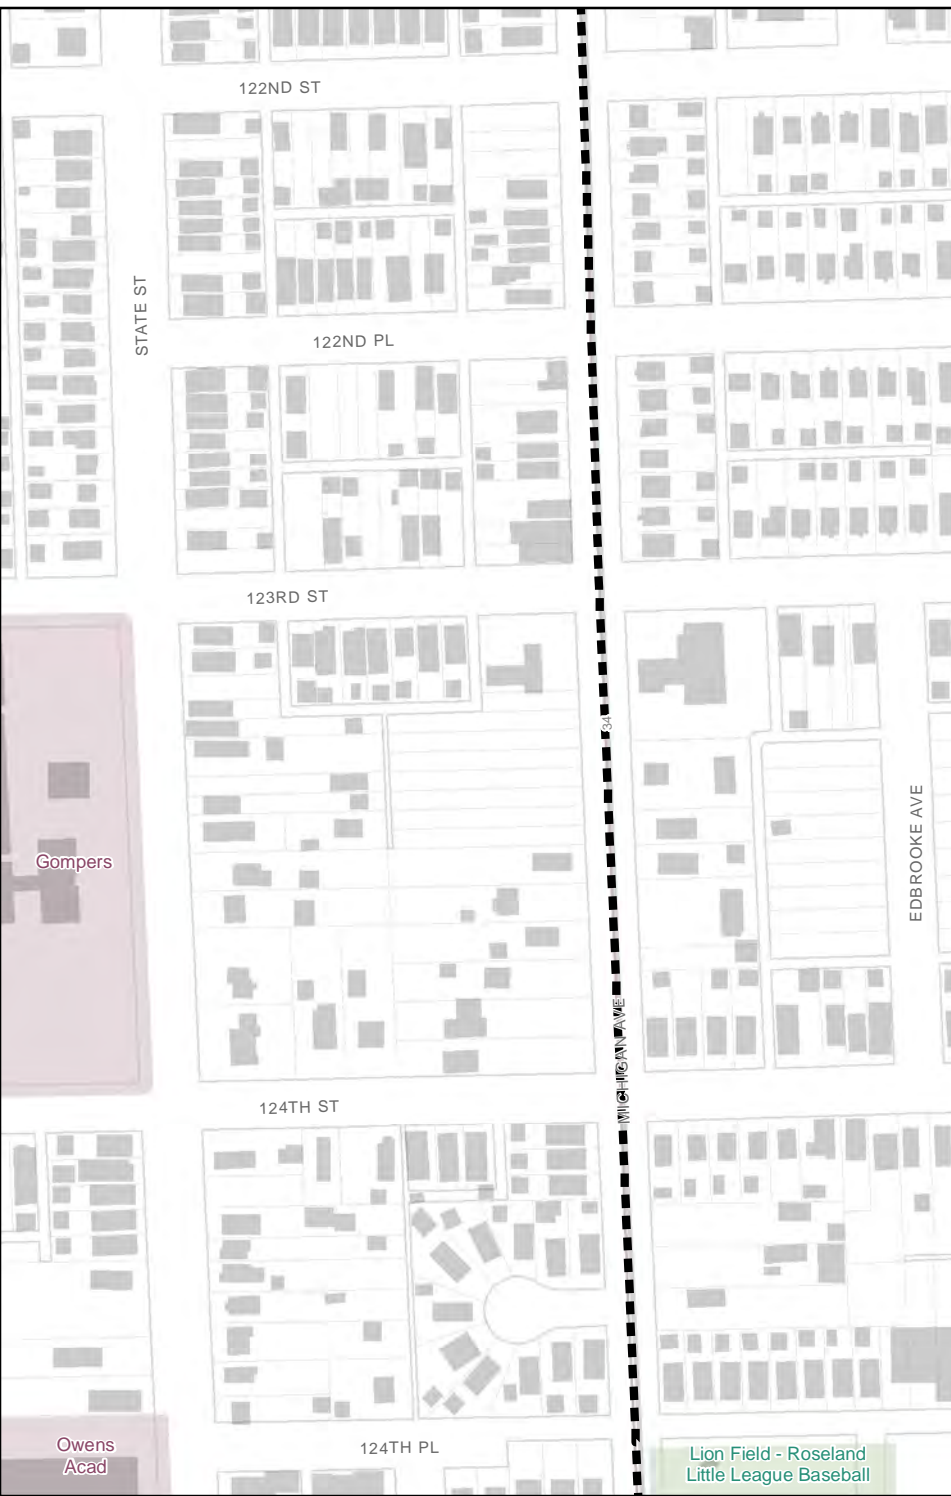 122ND ST
STATE ST
122ND PL
123RD ST
34
EDBROOKE AVE
Gompers
MICHIGAN AVE
124TH ST
124TH PL
Owens
Acad
Lion Field - Roseland
Little League Baseball